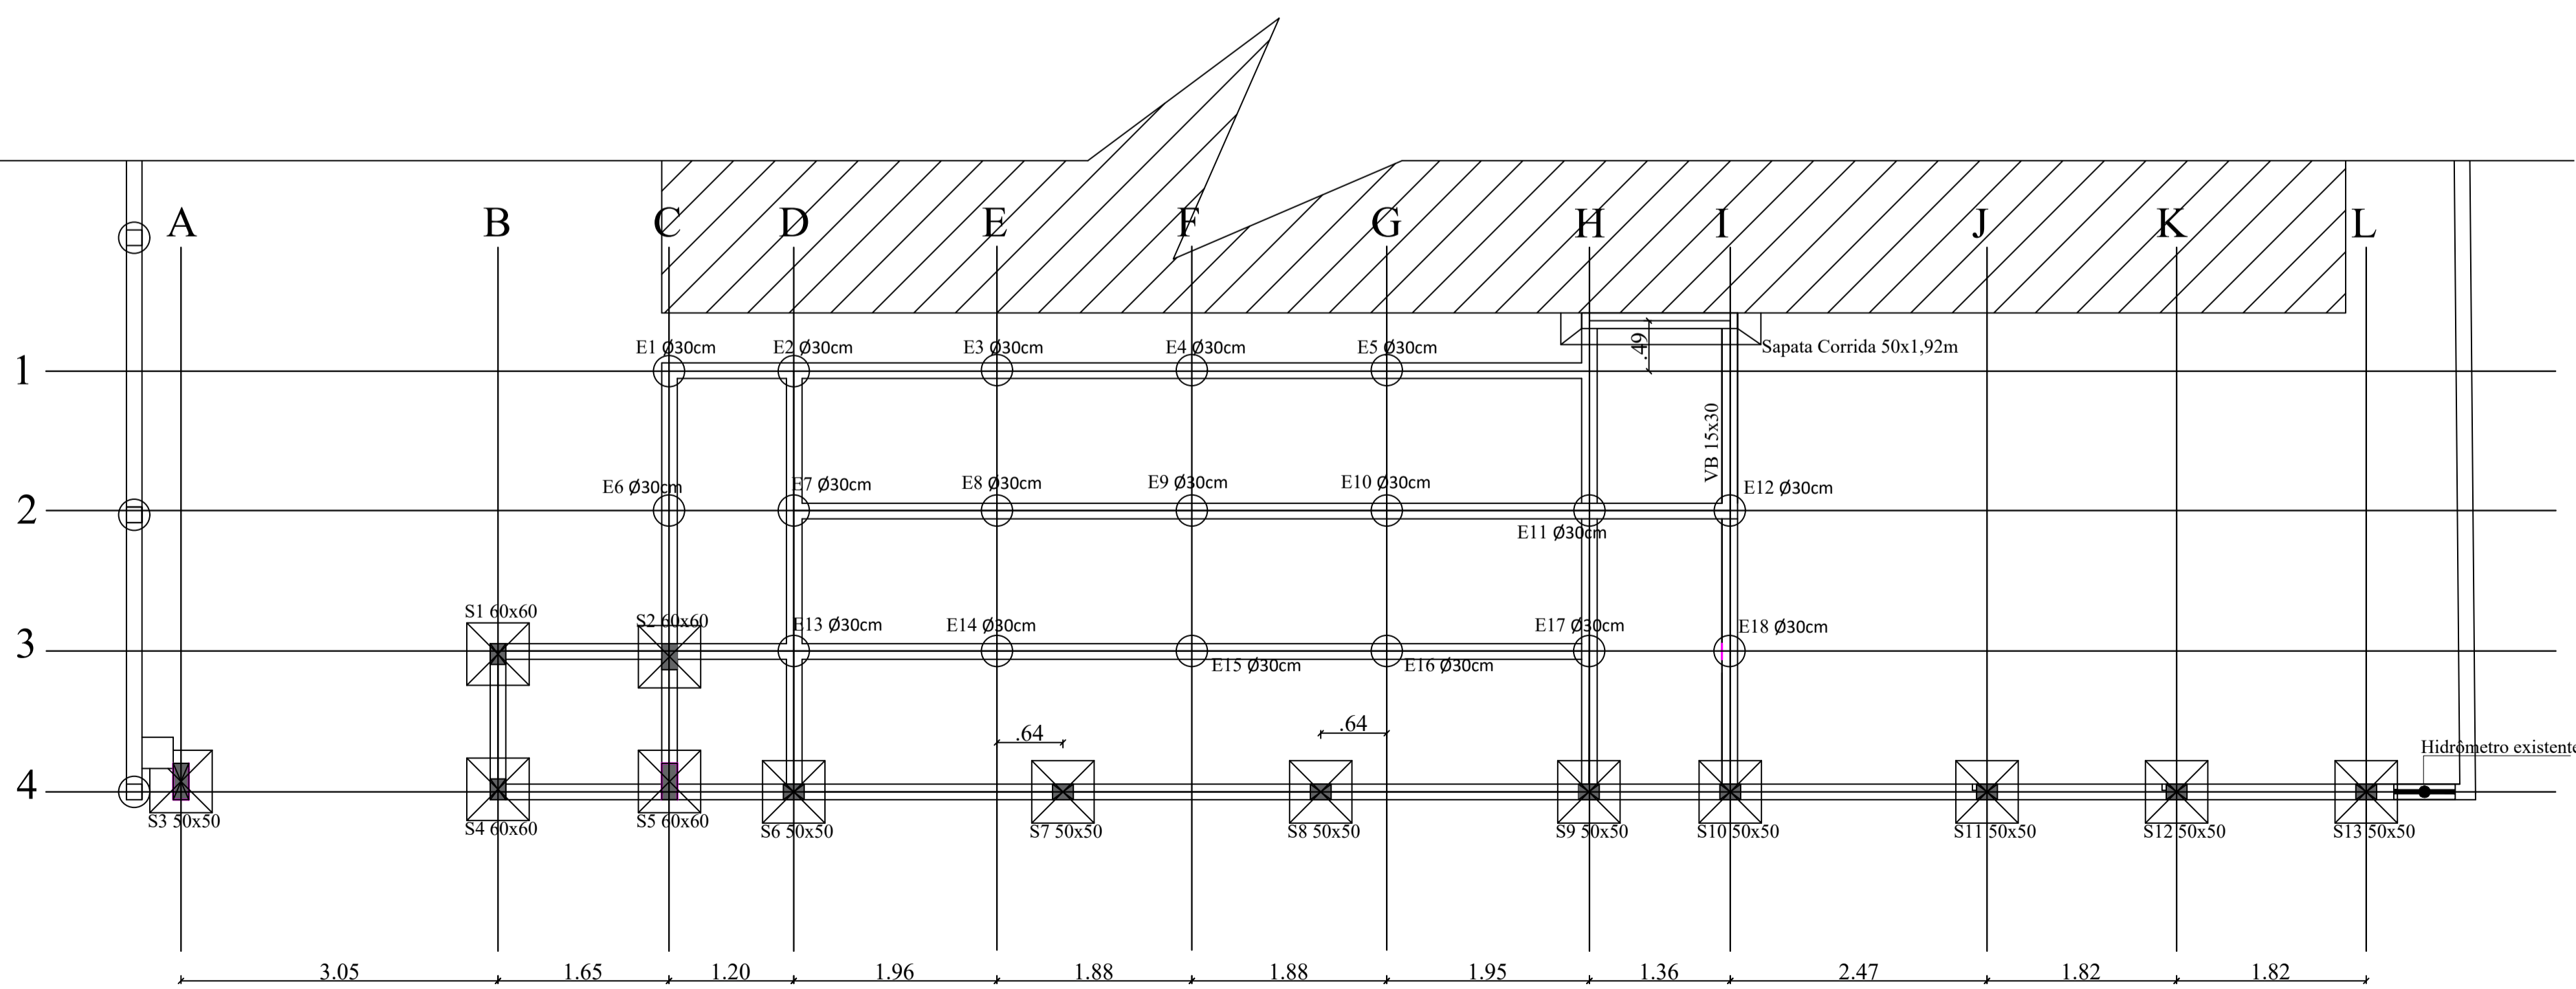 A B C D E F G H I J K L
E1 Ø30cm E2 Ø30cm E3 Ø30cm E4 Ø30cm E5 Ø30cm
.49
Sapata Corrida 50x1,92m
1
VB 15x30
E6 Ø30cm E7 Ø30cm E8 Ø30cm E9 Ø30cm E10 Ø30cm E12 Ø30cm
2
E11 Ø30cm
S1 60x60 S2 60x60
E13 Ø30cm E14 Ø30cm E17 Ø30cm E18 Ø30cm
3
E15 Ø30cm E16 Ø30cm
.64 .64
Hidrômetro existente
4
S3 50x50 S4 60x60 S5 60x60 S6 50x50 S7 50x50 S8 50x50 S9 50x50 S10 50x50 S11 50x50 S12 50x50 S13 50x50
3.05 1.65 1.20 1.96 1.88 1.88 1.95 1.36 2.47 1.82 1.82